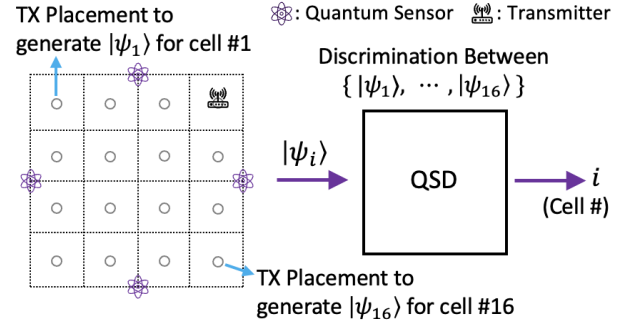 TX Placement to
generate |ψ₁⟩ for cell #1
: Quantum Sensor : Transmitter
Discrimination Between
{ |ψ₁⟩, ⋯ , |ψ₁₆⟩ }
|ψᵢ⟩
QSD
i
(Cell #)
TX Placement to
generate |ψ₁₆⟩ for cell #16